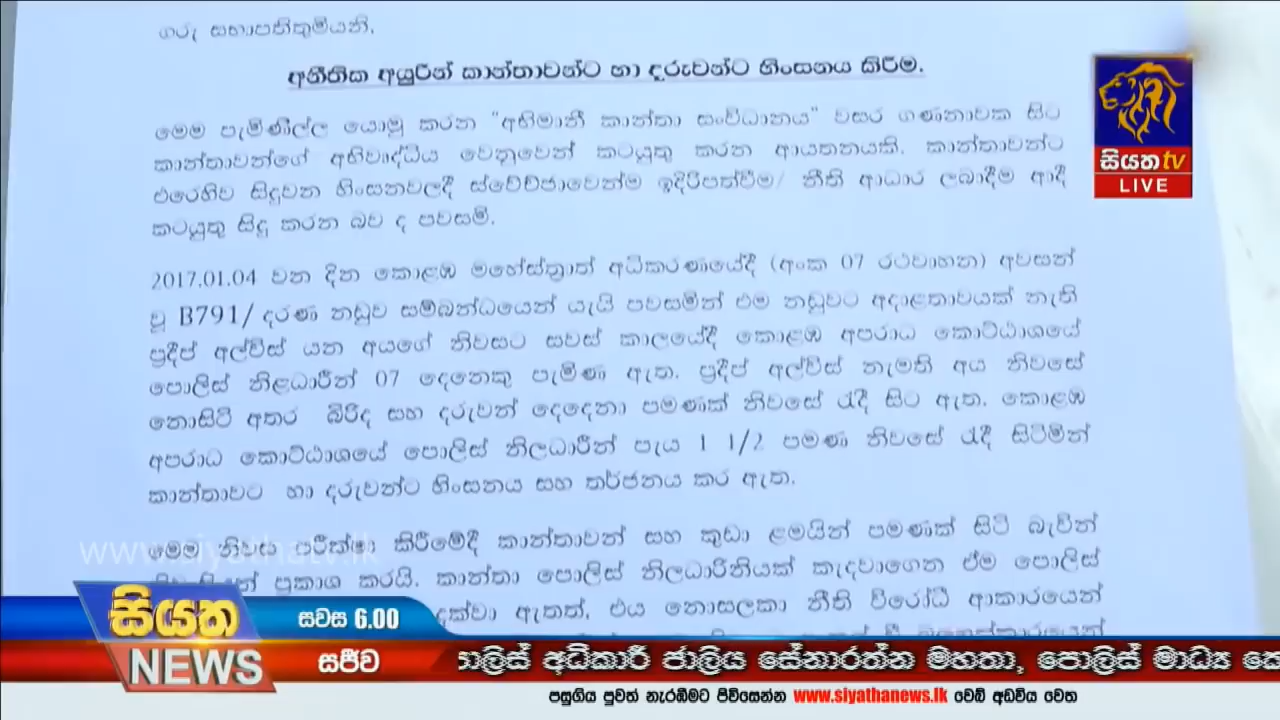 ගරු සභාපතිතුමියනි,
අනීතික අයුරින් කාන්තාවන්ට හා දරුවන්ට හිංසනය කිරීම.
මෙම පැමිණිල්ල යොමු කරන "අභිමානී කාන්තා සංවිධානය" වසර ගණනාවක සිට
කාන්තාවන්ගේ අභිවෘද්ධිය වෙනුවෙන් කටයුතු කරන ආයතනයකි. කාන්තාවන්ට
එරෙහිව සිදුවන හිංසනවලදී ස්වේච්ඡාවෙන්ම ඉදිරිපත්වීම/ නීති ආධාර ලබාදීම ආදී
කටයුතු සිදු කරන බව ද පවසමි.
2017.01.04 වන දින කොළඹ මහේස්ත්‍රාත් අධිකරණයේදී (අංක 07 රථවාහන) අවසන්
වූ B791/ දරණ නඩුව සම්බන්ධයෙන් යැයි පවසමින් එම නඩුවට අදාළතාවයක් නැති
ප්‍රදීප් අල්විස් යන අයගේ නිවසට සවස් කාලයේදී කොළඹ අපරාධ කොට්ඨාශයේ
පොලිස් නිළධාරීන් 07 දෙනෙකු පැමිණ ඇත. ප්‍රදීප් අල්විස් නැමති අය නිවසේ
නොසිටි අතර බිරිද සහ දරුවන් දෙදෙනා පමණක් නිවසේ රැදී සිට ඇත. කොළඹ
අපරාධ කොට්ඨාශයේ පොලිස් නිලධාරීන් පැය 1 1/2 පමණ නිවසේ රැදී සිටිමින්
කාන්තාවට හා දරුවන්ට හිංසනය සහ තර්ජනය කර ඇත.
මෙම නිවස පරීක්ෂා කිරීමේදී කාන්තාවන් සහ කුඩා ළමයින් පමණක් සිටි බැවින්
ප්‍රකාශ කරයි. කාන්තා පොලිස් නිලධාරිනියක් කැදවාගෙන ඒම පොලිස්
දක්වා ඇතත්, එය නොසලකා නීති විරෝධී ආකාරයෙන්
සියත tv
LIVE
www.siyathatv.lk
සියත
NEWS
සවස 6.00
සජීව
පොලිස් අධිකාරී ජාලිය සේනාරත්න මහතා, පොලිස් මාධ්‍ය
පසුගිය පුවත් නැරඹීමට පිවිසෙන්න www.siyathanews.lk වෙබ් අඩවිය වෙත